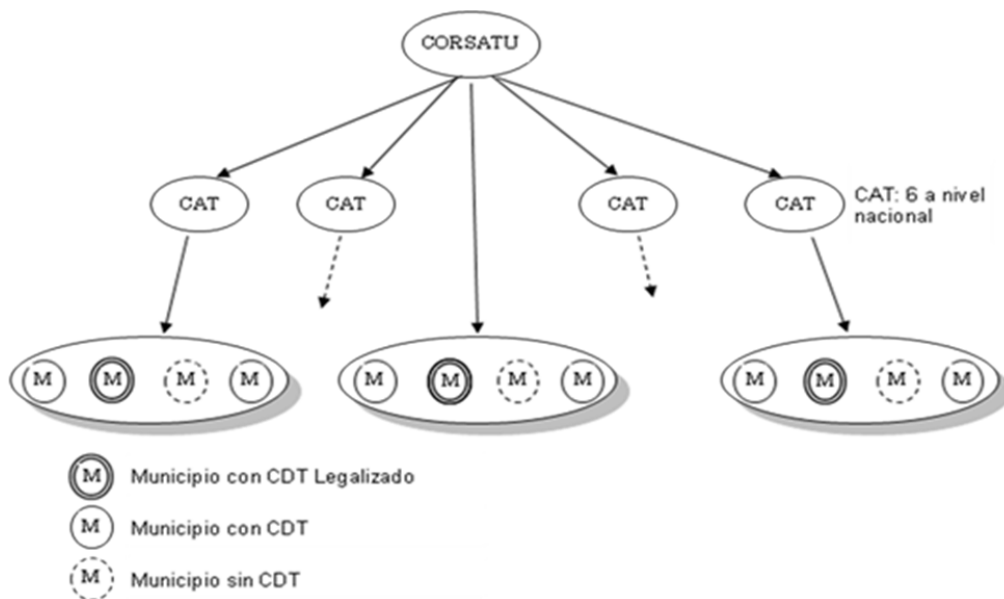 CORSATU
CAT CAT CAT CAT CAT: 6 a nivel
nacional
M M M M M M M M M M M M
M Municipio con CDT Legalizado
M Municipio con CDT
M Municipio sin CDT